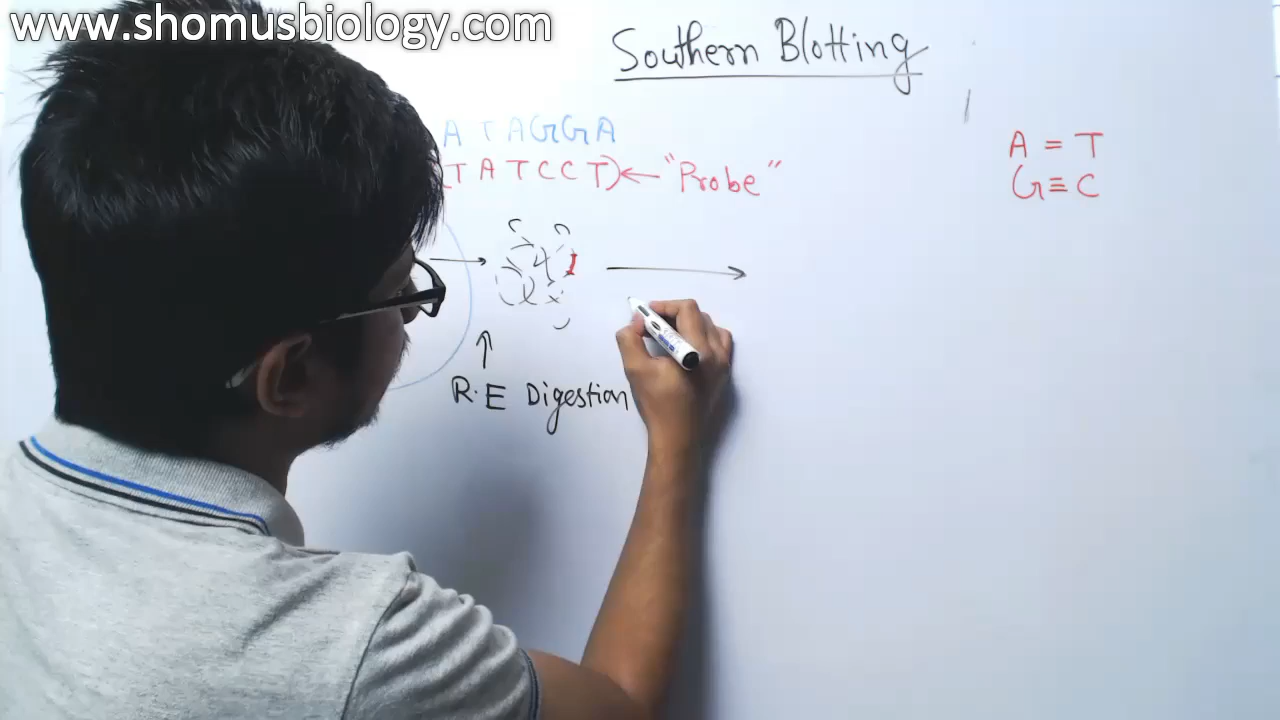 www.shomusbiology.com
Southern Blotting
A T A G G A
(T A T C C T) ← "Probe"
A = T
G ≡ C
R.E Digestion